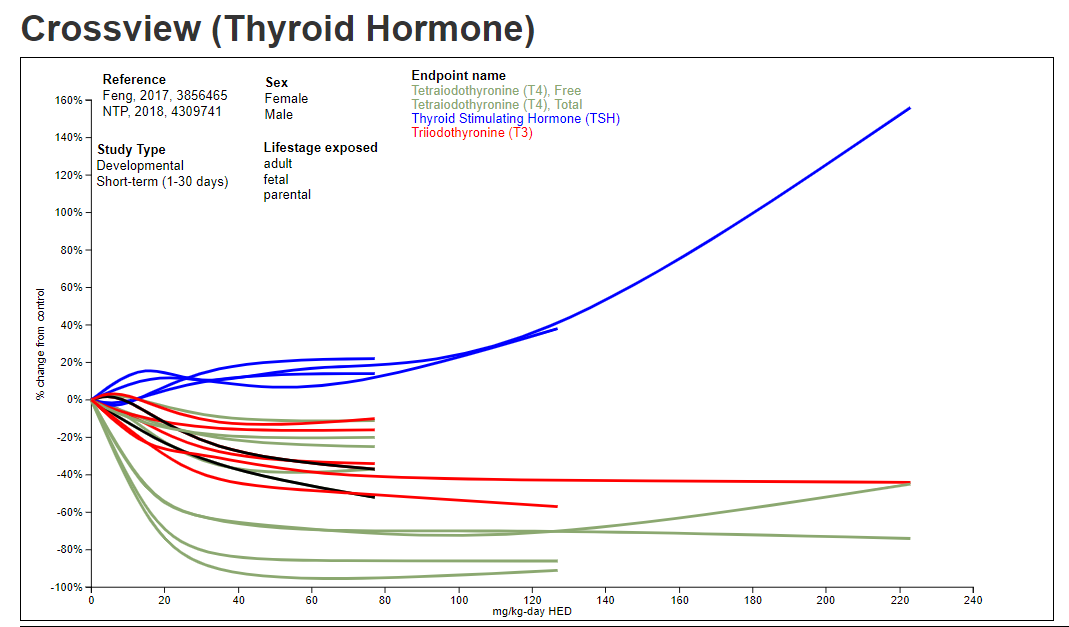 Crossview (Thyroid Hormone)
Reference
Feng, 2017, 3856465
NTP, 2018, 4309741
Sex
Female
Male
Endpoint name
Tetraiodothyronine (T4), Free
Tetraiodothyronine (T4), Total
Thyroid Stimulating Hormone (TSH)
Triiodothyronine (T3)
Study Type
Developmental
Short-term (1-30 days)
Lifestage exposed
adult
fetal
parental
% change from control
160%
140%
120%
100%
80%
60%
40%
20%
0%
-20%
-40%
-60%
-80%
-100%
0 20 40 60 80 100 120 140 160 180 200 220 240
mg/kg-day HED